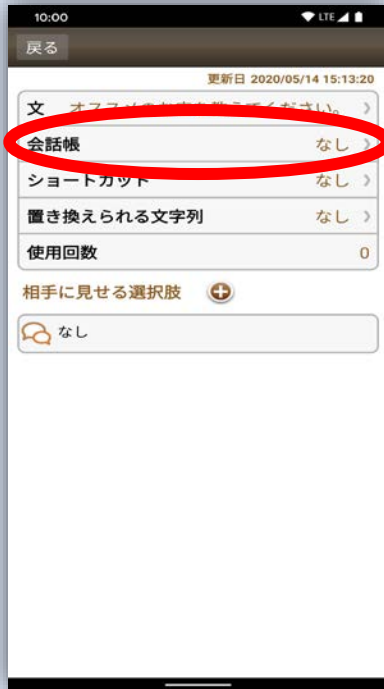 10:00 LTE
戻る
更新日 2020/05/14 15:13:20
文 オススメのお店を教えてください。
会話帳 なし
ショートカット なし
置き換えられる文字列 なし
使用回数 0
相手に見せる選択肢
なし